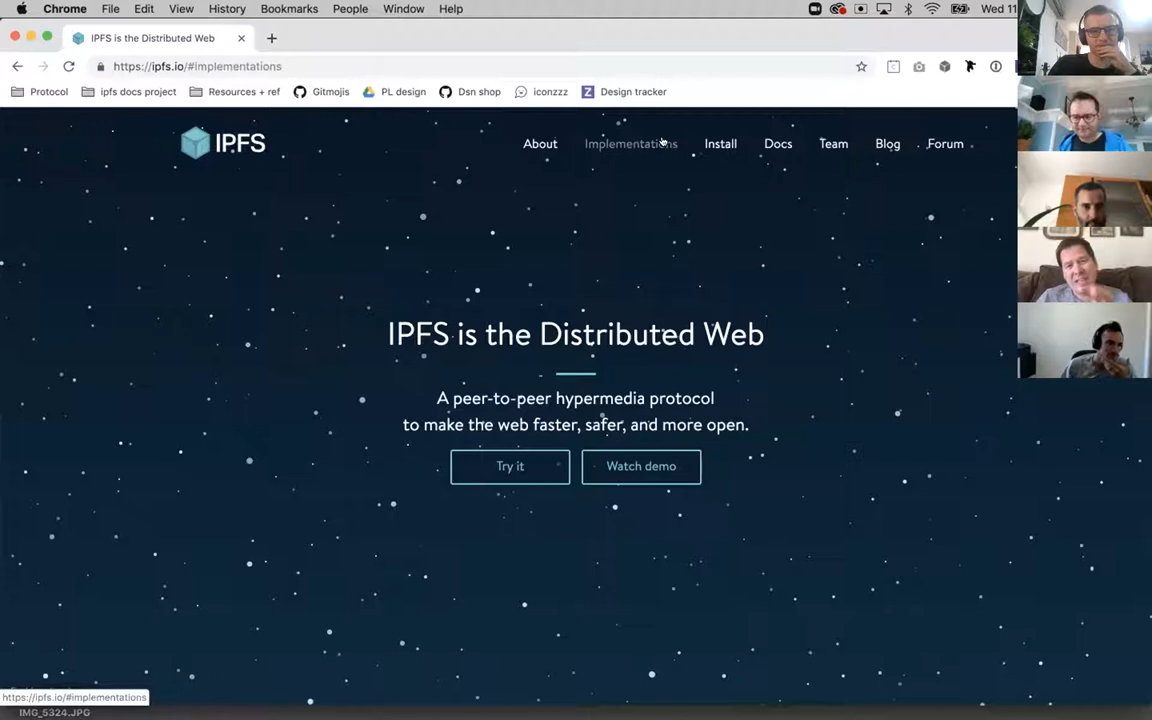 Chrome File Edit View History Bookmarks People Window Help Wed 11
IPFS is the Distributed Web
https://ipfs.io/#implementations
Protocol ipfs docs project Resources + ref Gitmojis PL design Dsn shop iconzzz Z Design tracker
IPFS About Implementations Install Docs Team Blog Forum
IPFS is the Distributed Web
A peer-to-peer hypermedia protocol
to make the web faster, safer, and more open.
Try it Watch demo
https://ipfs.io/#implementations
IMG_5324.JPG